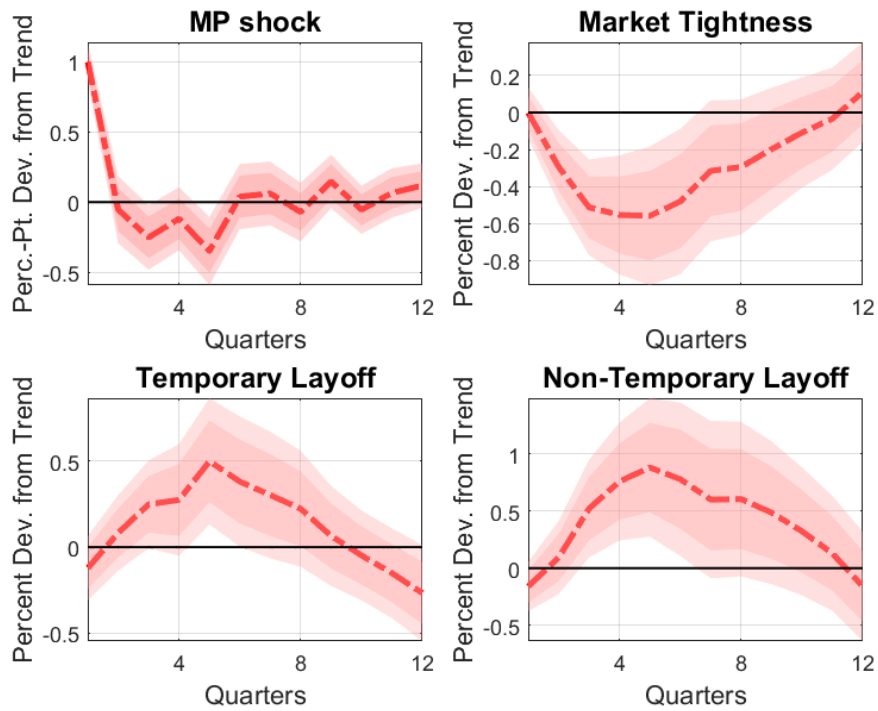 MP shock
Perc.-Pt. Dev. from Trend
1
0.5
0
-0.5
4
8
12
Quarters
Market Tightness
Percent Dev. from Trend
0.2
0
-0.2
-0.4
-0.6
-0.8
4
8
12
Quarters
Temporary Layoff
Percent Dev. from Trend
0.5
0
-0.5
4
8
12
Quarters
Non-Temporary Layoff
Percent Dev. from Trend
1
0.5
0
-0.5
4
8
12
Quarters